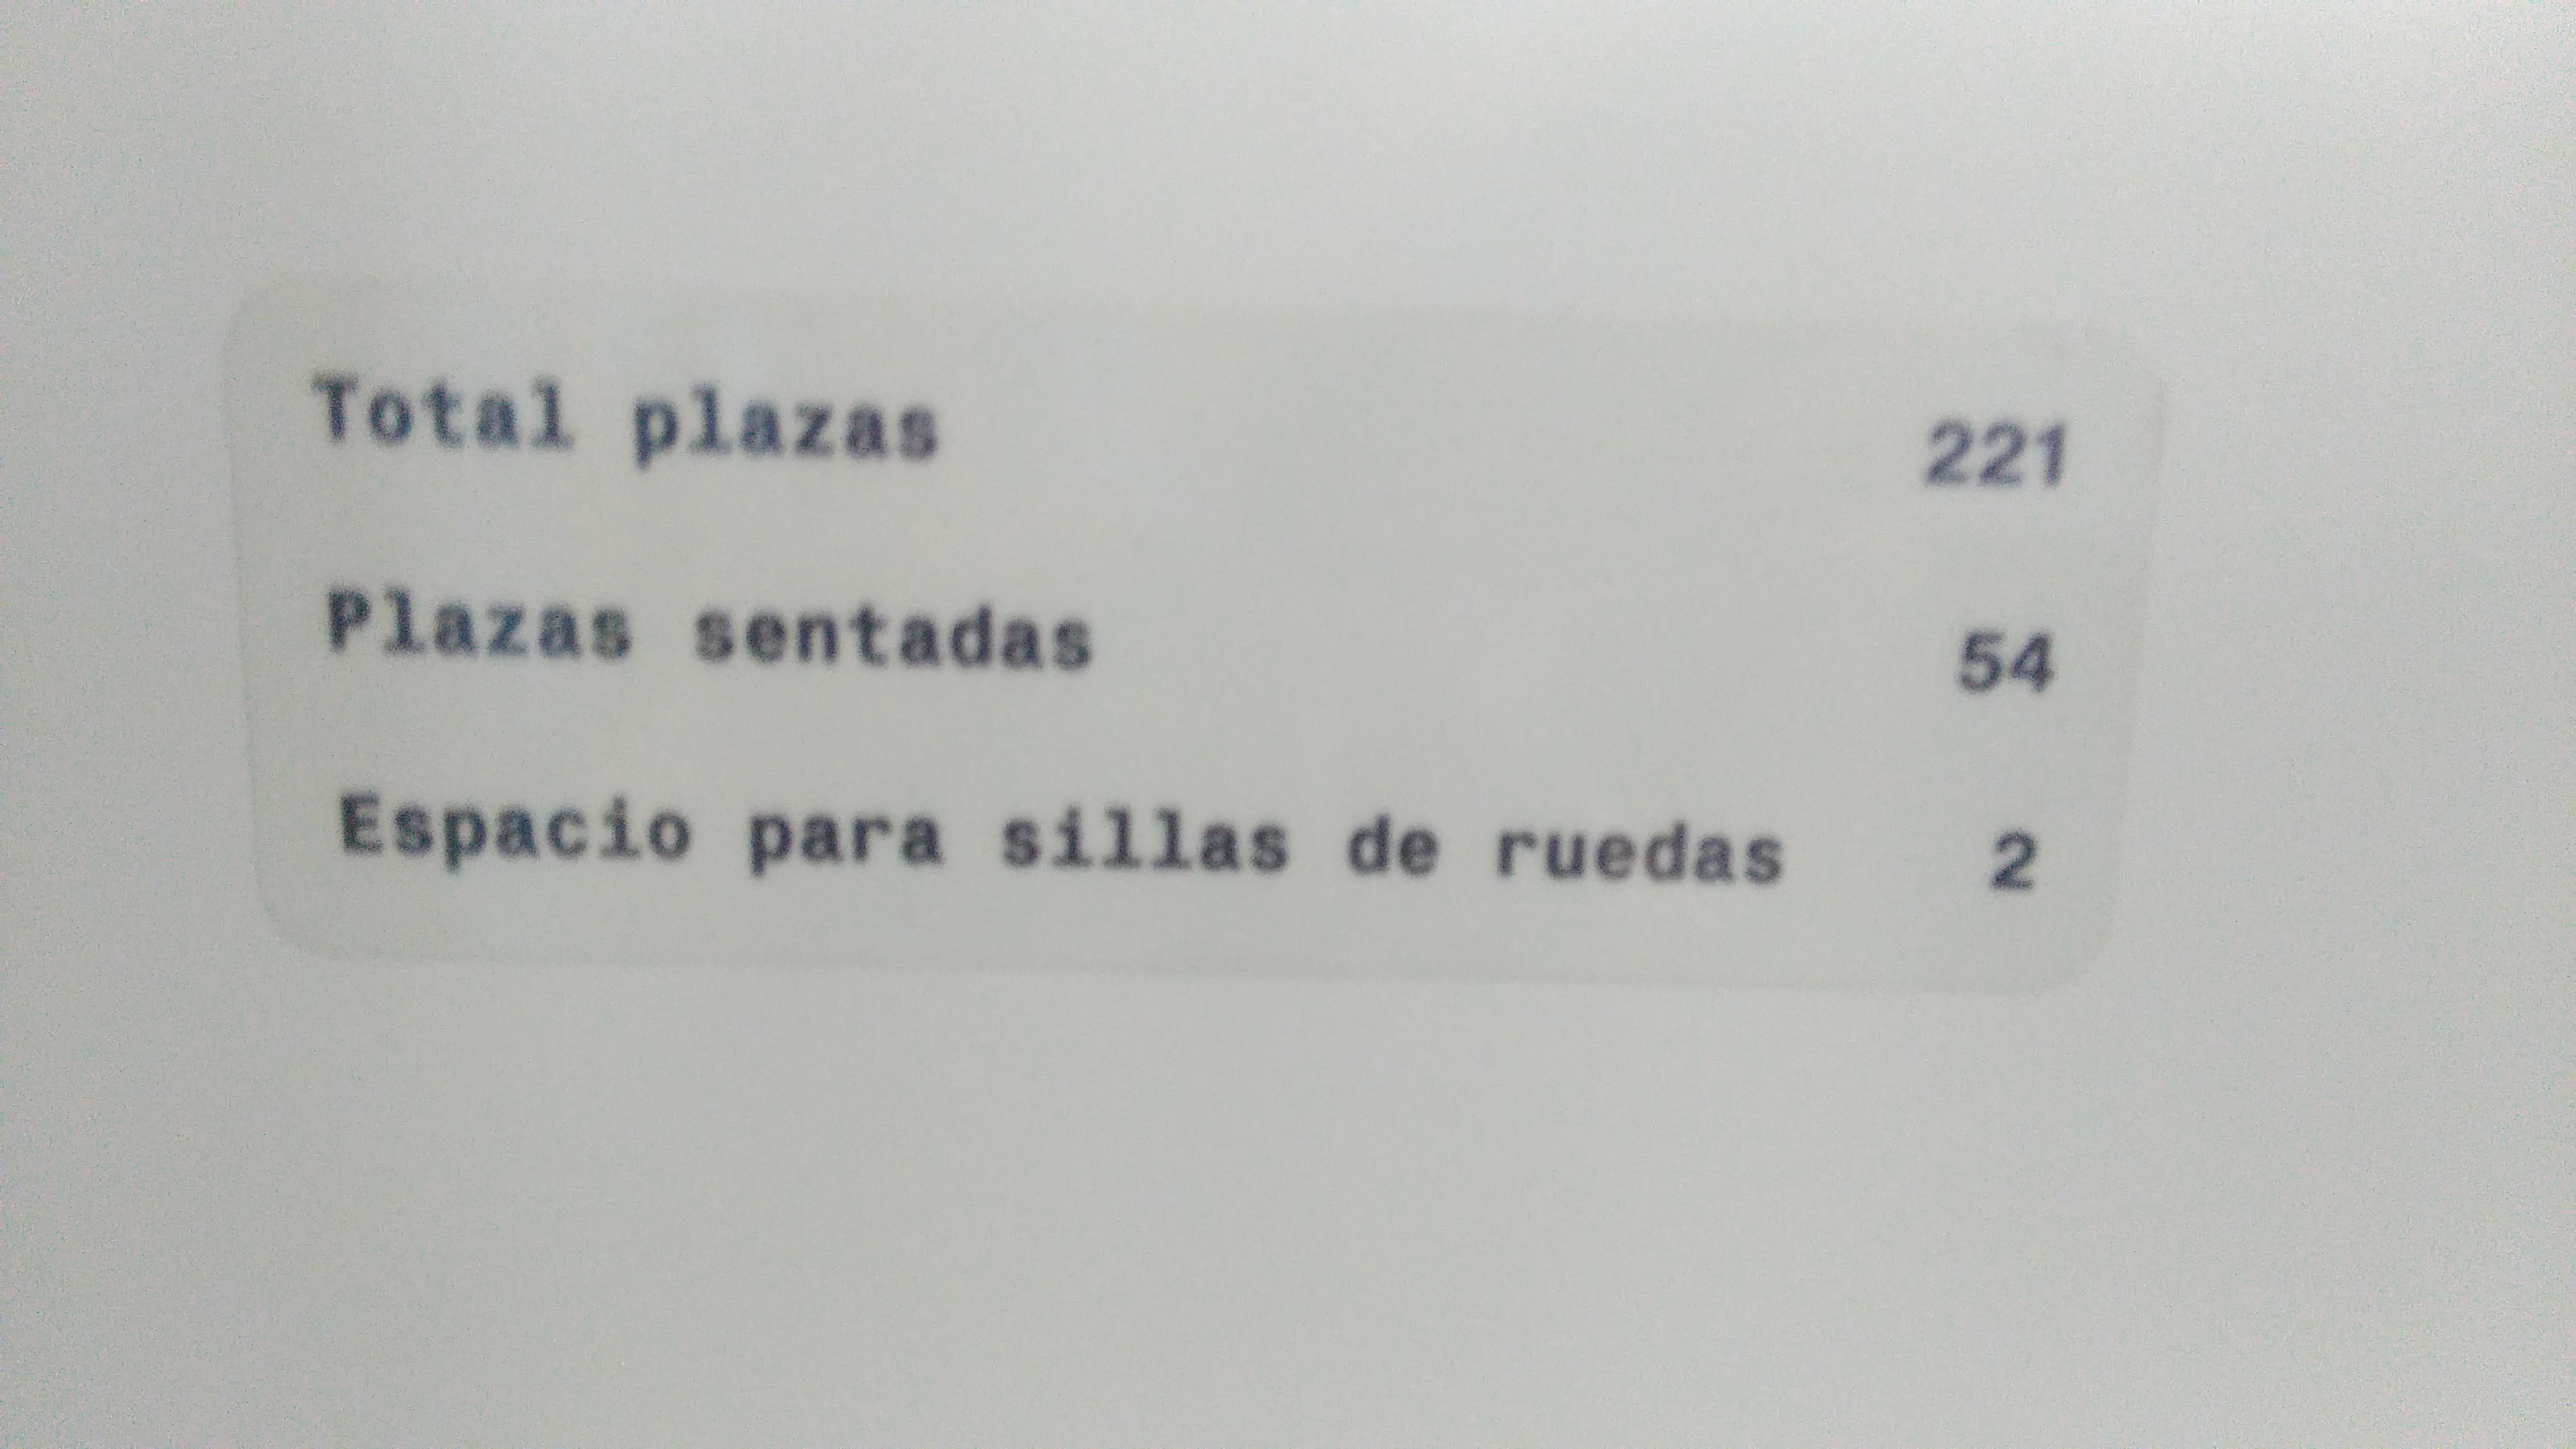 Total plazas 221
Plazas sentadas 54
Espacio para sillas de ruedas 2